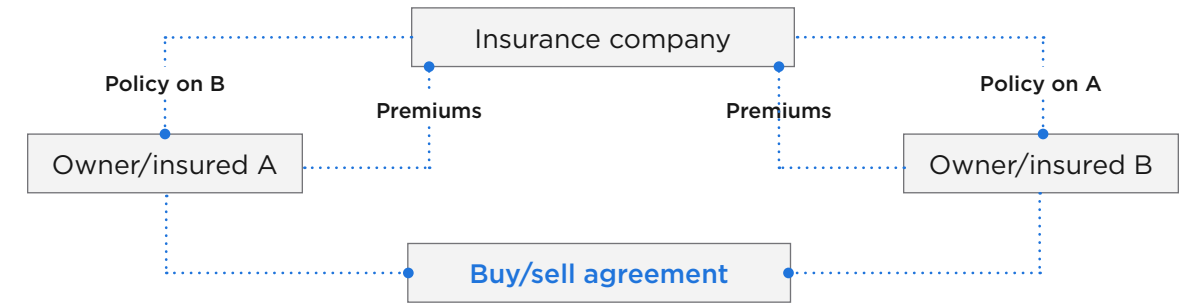 Insurance company
Policy on B
Policy on A
Premiums
Premiums
Owner/insured A
Owner/insured B
Buy/sell agreement